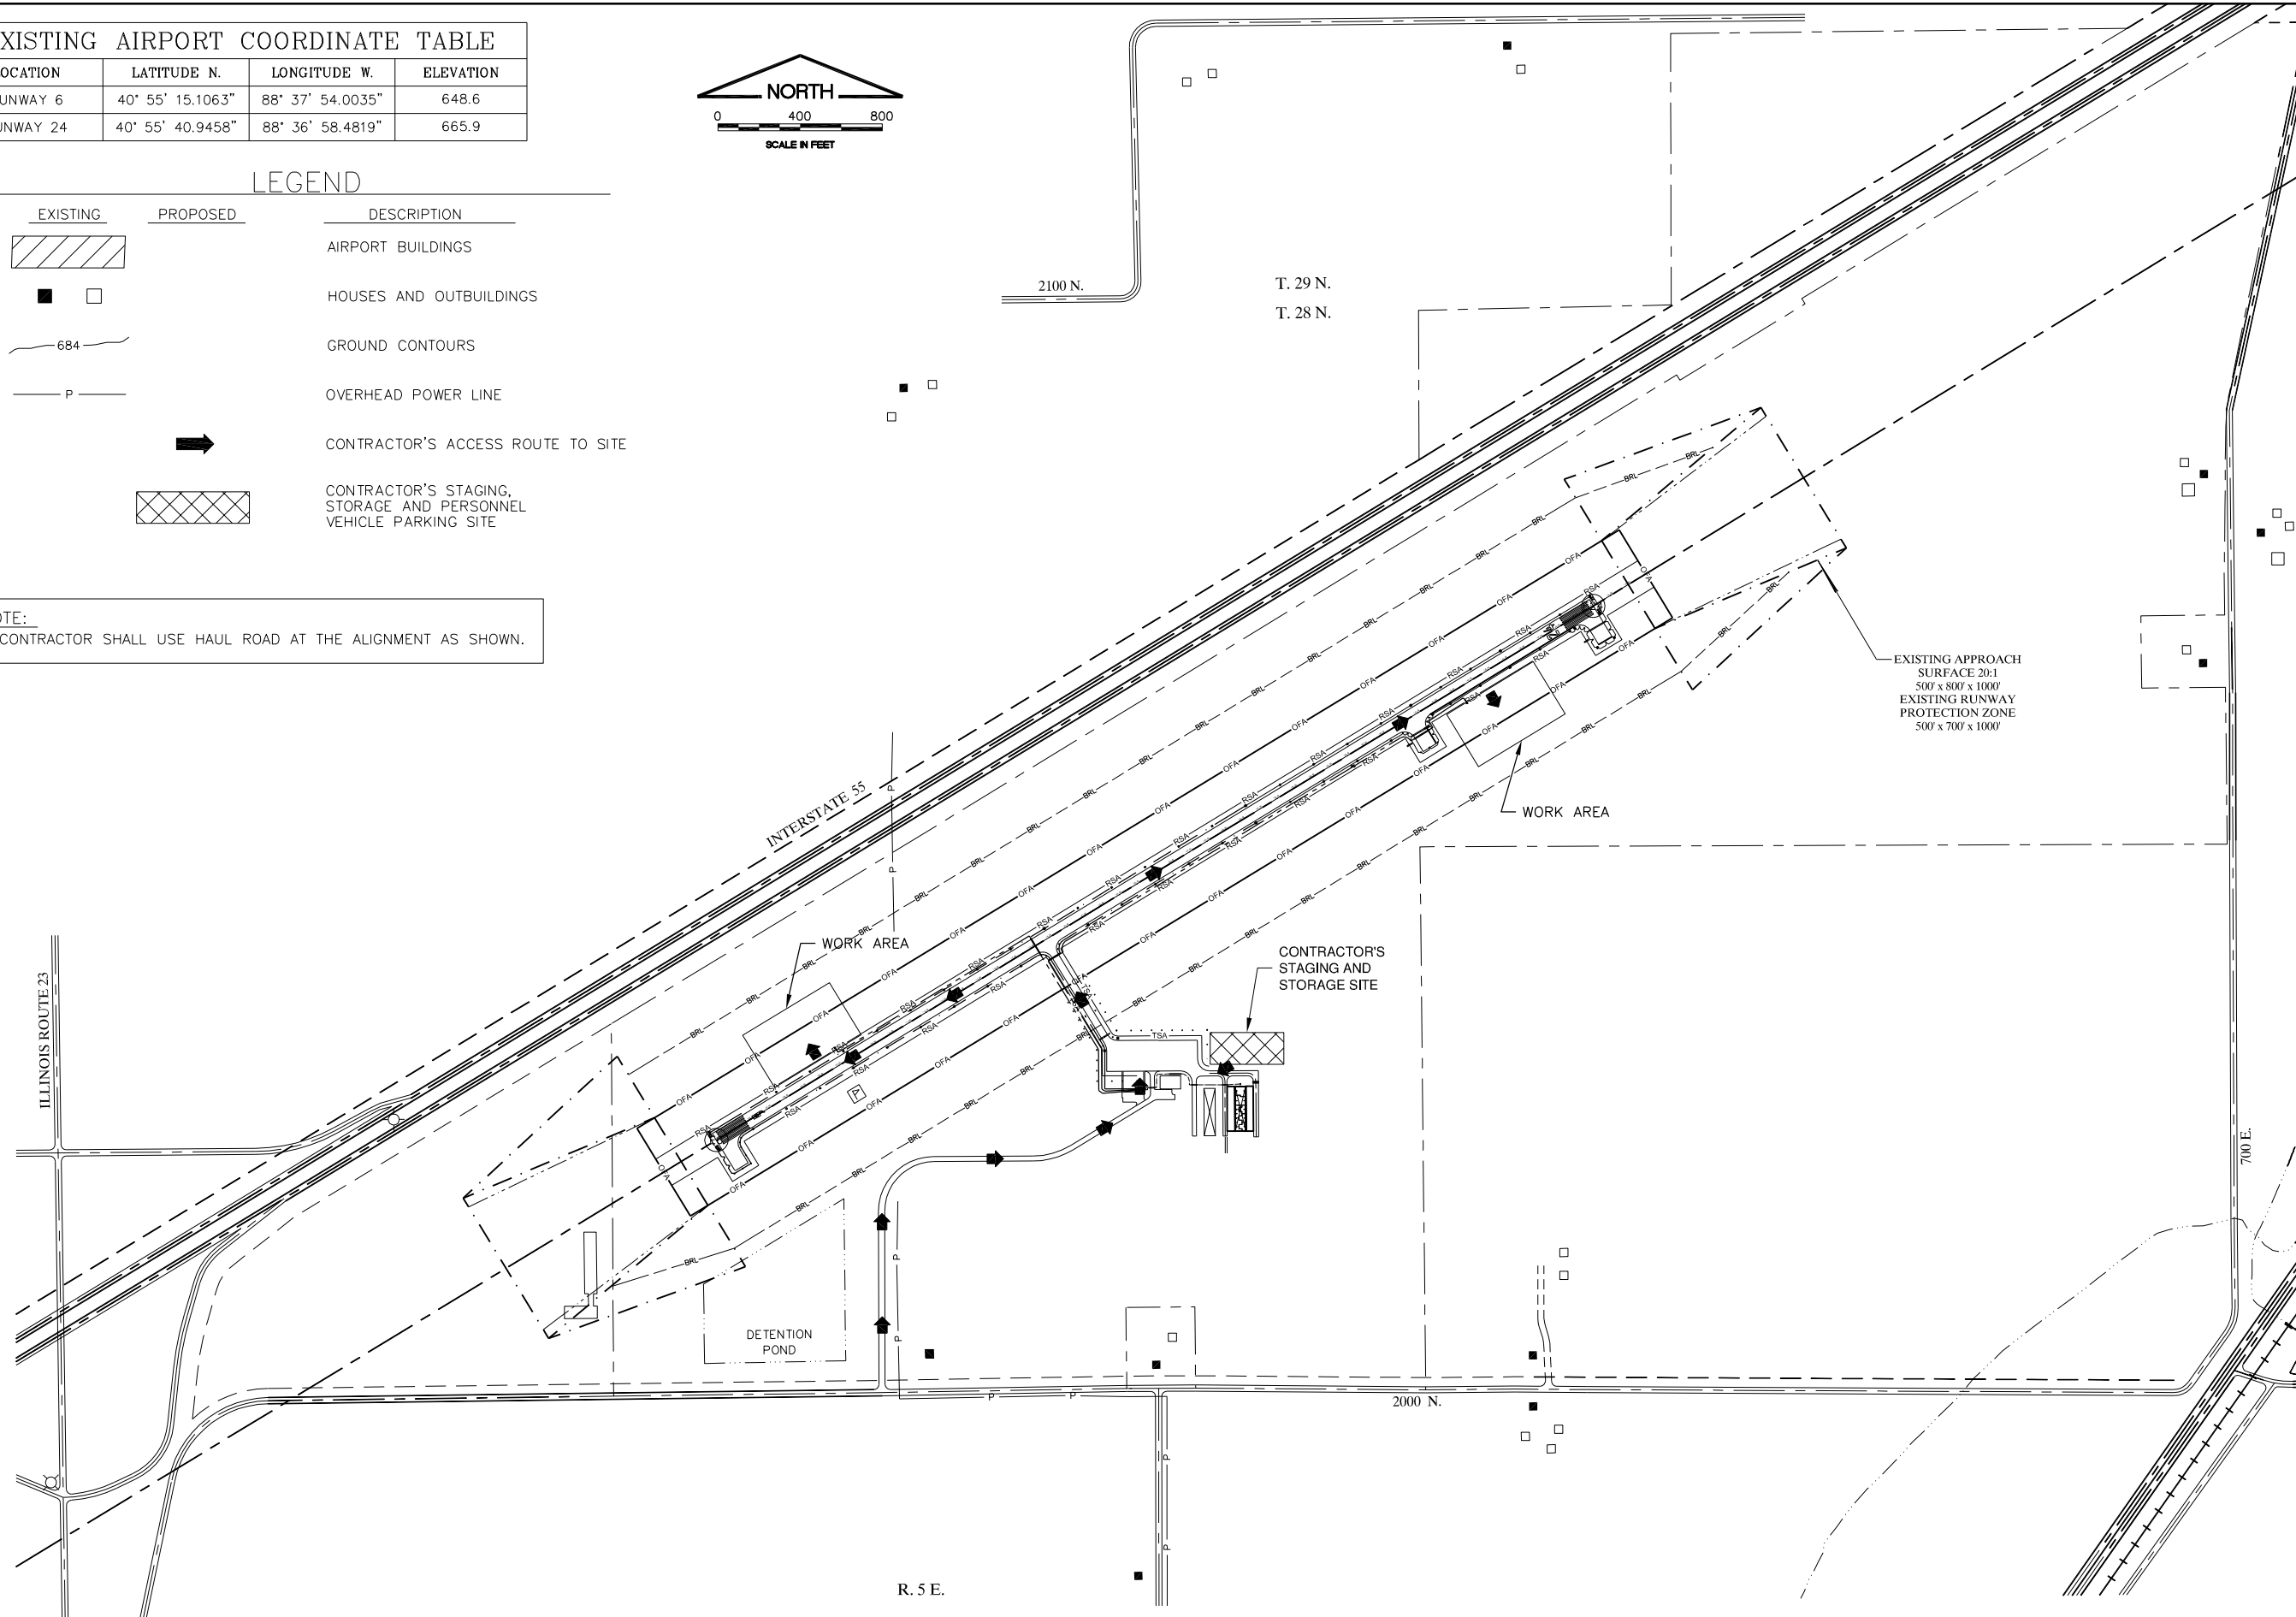 XISTING AIRPORT COORDINATE TABLE
OCATION LATITUDE N. LONGITUDE W. ELEVATION
UNWAY 6 40° 55' 15.1063" 88° 37' 54.0035" 648.6
UNWAY 24 40° 55' 40.9458" 88° 36' 58.4819" 665.9
NORTH
0 400 800
SCALE IN FEET
LEGEND
EXISTING PROPOSED DESCRIPTION
AIRPORT BUILDINGS
HOUSES AND OUTBUILDINGS
684 GROUND CONTOURS
P OVERHEAD POWER LINE
CONTRACTOR'S ACCESS ROUTE TO SITE
CONTRACTOR'S STAGING,
STORAGE AND PERSONNEL
VEHICLE PARKING SITE
OTE:
CONTRACTOR SHALL USE HAUL ROAD AT THE ALIGNMENT AS SHOWN.
2100 N.
T. 29 N.
T. 28 N.
EXISTING APPROACH
SURFACE 20:1
500' x 800' x 1000'
EXISTING RUNWAY
PROTECTION ZONE
500' x 700' x 1000'
INTERSTATE 55
WORK AREA
WORK AREA
CONTRACTOR'S
STAGING AND
STORAGE SITE
TSA
BRL
OFA
RSA
ILLINOIS ROUTE 23
700 E.
DETENTION
POND
2000 N.
R. 5 E.